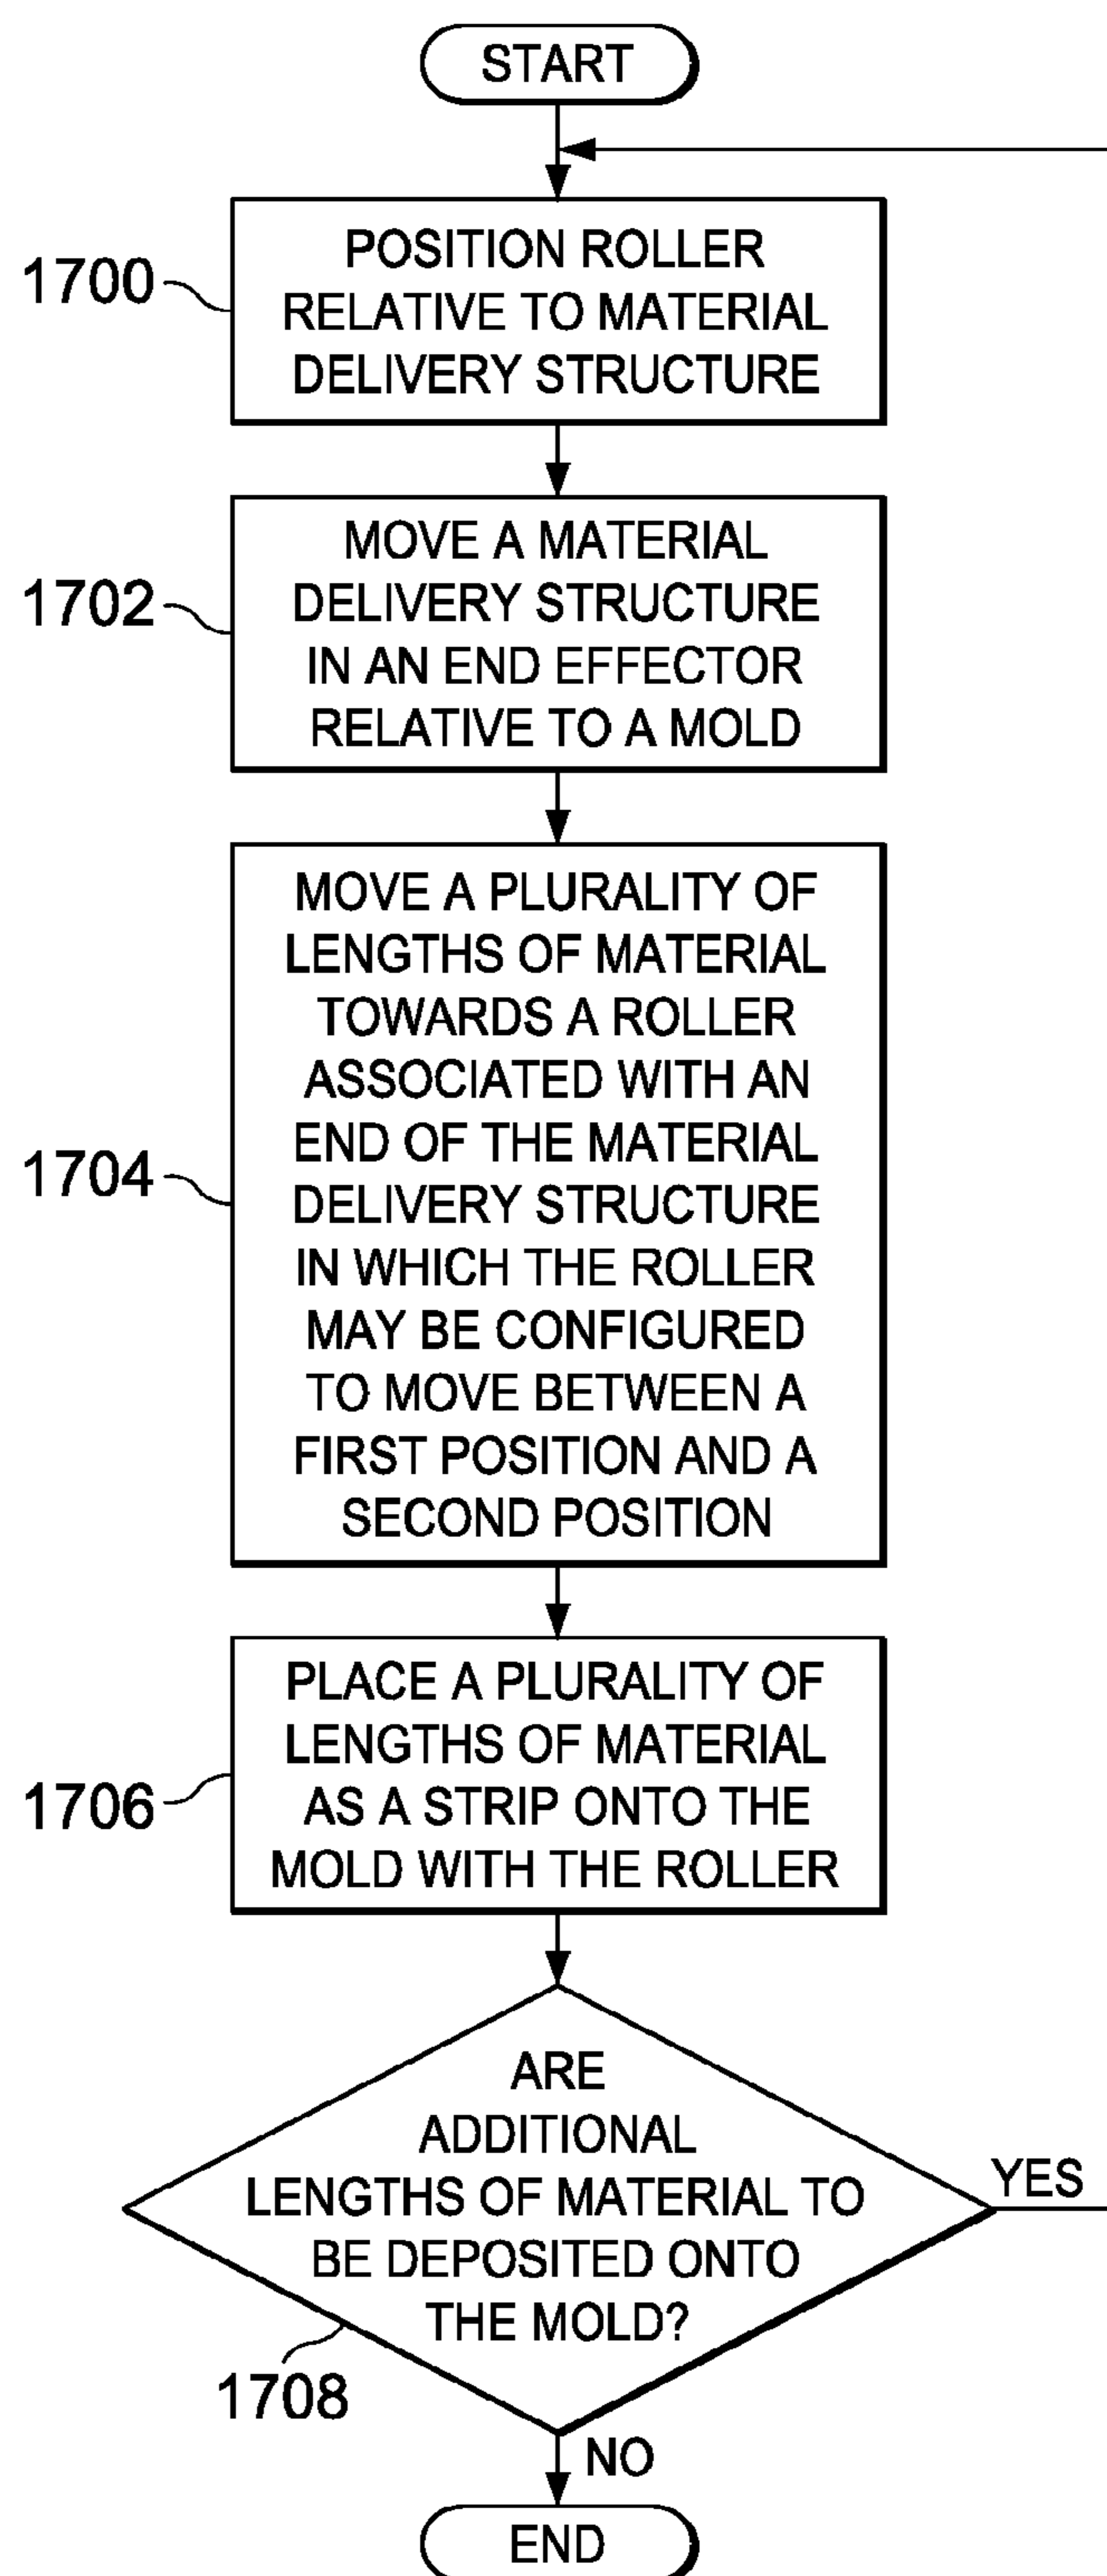 START
1700
POSITION ROLLER
RELATIVE TO MATERIAL
DELIVERY STRUCTURE
1702
MOVE A MATERIAL
DELIVERY STRUCTURE
IN AN END EFFECTOR
RELATIVE TO A MOLD
1704
MOVE A PLURALITY OF
LENGTHS OF MATERIAL
TOWARDS A ROLLER
ASSOCIATED WITH AN
END OF THE MATERIAL
DELIVERY STRUCTURE
IN WHICH THE ROLLER
MAY BE CONFIGURED
TO MOVE BETWEEN A
FIRST POSITION AND A
SECOND POSITION
1706
PLACE A PLURALITY OF
LENGTHS OF MATERIAL
AS A STRIP ONTO THE
MOLD WITH THE ROLLER
ARE
ADDITIONAL
LENGTHS OF MATERIAL TO
BE DEPOSITED ONTO
THE MOLD?
YES
1708
NO
END